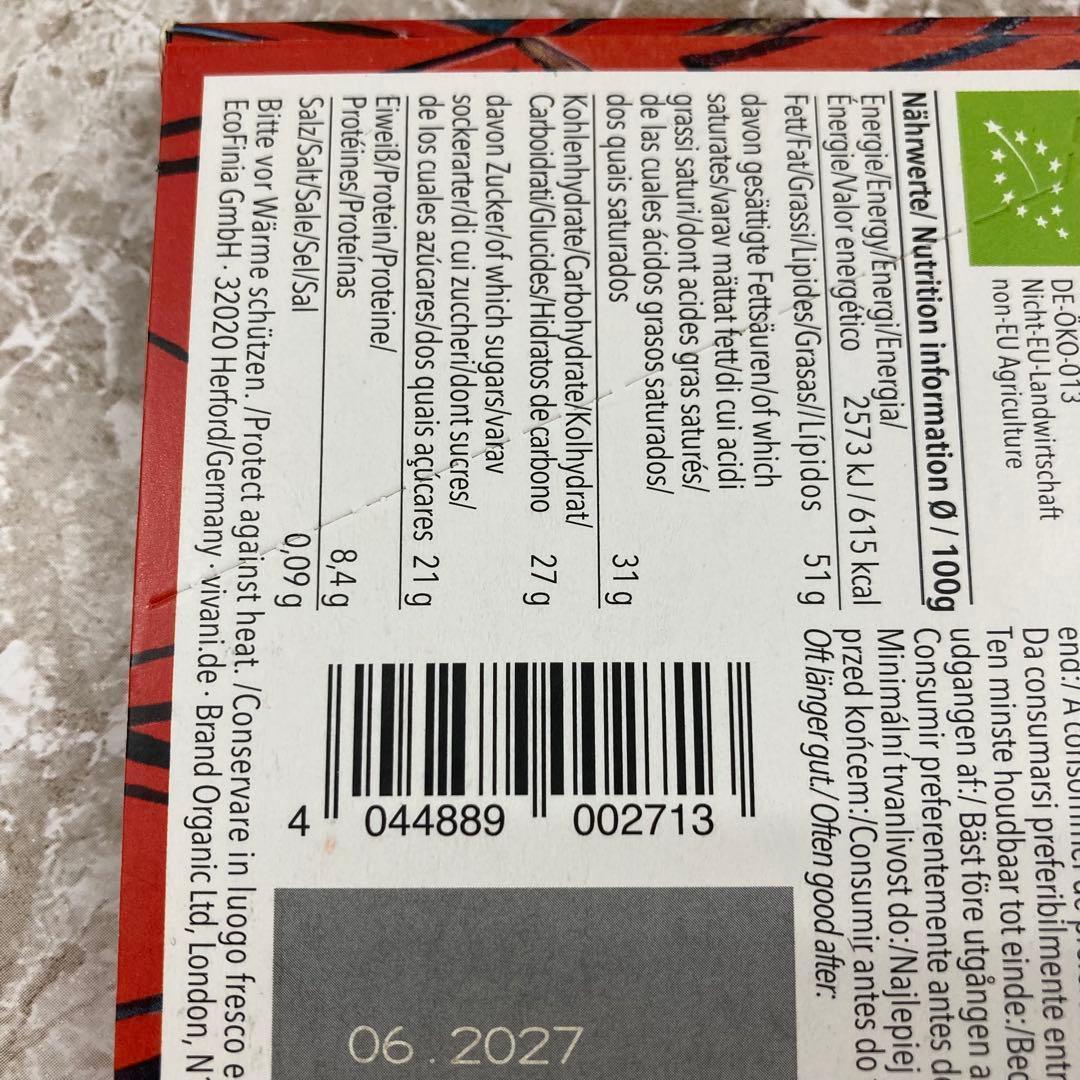 DE-ÖKO-013
Nicht-EU-Landwirtschaft
non-EU Agriculture
Nährwerte/ Nutrition information Ø / 100g
Energie/Energy/Energi/Energia/
Énergie/Valor energético 2573 kJ / 615 kcal
Fett/Fat/Grassi/Lipides/Grasas//Lípidos 51 g
davon gesättigte Fettsäuren/of which
saturates/varav mättat fett/di cui acidi
grassi saturi/dont acides gras saturés/
de las cuales ácidos grasos saturados/
dos quais saturados 31 g
Kohlenhydrate/Carbohydrate/Kolhydrat/
Carboidrati/Glucides/Hidratos de carbono 27 g
davon Zucker/of which sugars/varav
sockerarter/di cui zuccheri/dont sucres/
de los cuales azúcares/dos quais açúcares 21 g
Eiweiß/Protein/Proteine/
Protéines/Proteínas 8,4 g
Salz/Salt/Sale/Sel/Sal 0,09 g
Bitte vor Wärme schützen. /Protect against heat. /Conservare in luogo fresco e
EcoFinia GmbH · 32020 Herford/Germany · vivani.de · Brand Organic Ltd, London,
Da consumarsi preferibilmente
Ten minste houdbaar tot einde:/
udgangen af:/ Bäst före utgången
Consumir preferentemente antes
Minimální trvanlivost do:/Najlepiej
przed końcem:/Consumir antes do
Oft länger gut./ Often good after:
4 044889 002713
06.2027